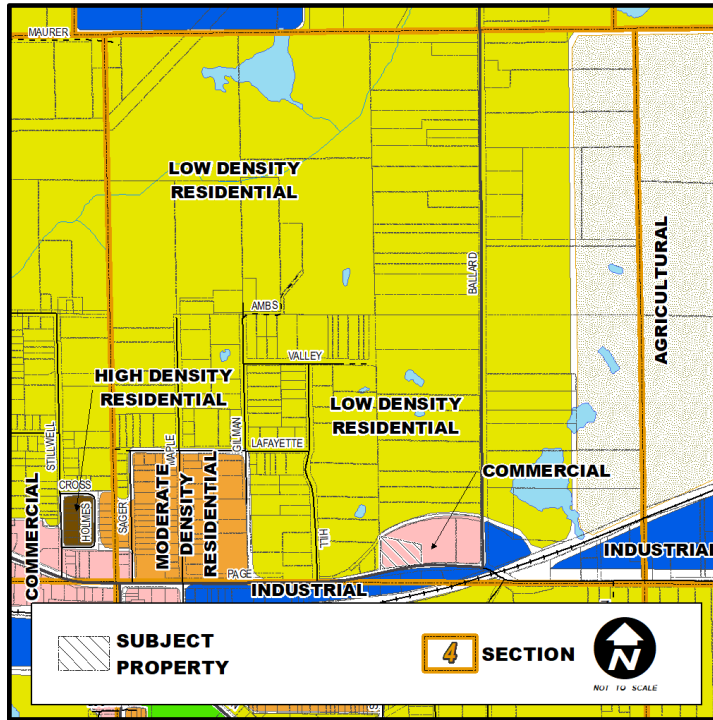 MAURER
LOW DENSITY
RESIDENTIAL
BALLARD
AGRICULTURAL
AMBS
VALLEY
HIGH DENSITY
RESIDENTIAL
LOW DENSITY
RESIDENTIAL
STILLWELL
MAPLE
GILMAN
LAFAYETTE
COMMERCIAL
CROSS
HOLMES
SAGER
MODERATE
DENSITY
RESIDENTIAL
HILL
COMMERCIAL
INDUSTRIAL
PAGE
INDUSTRIAL
SUBJECT
PROPERTY
4
SECTION
N
NOT TO SCALE